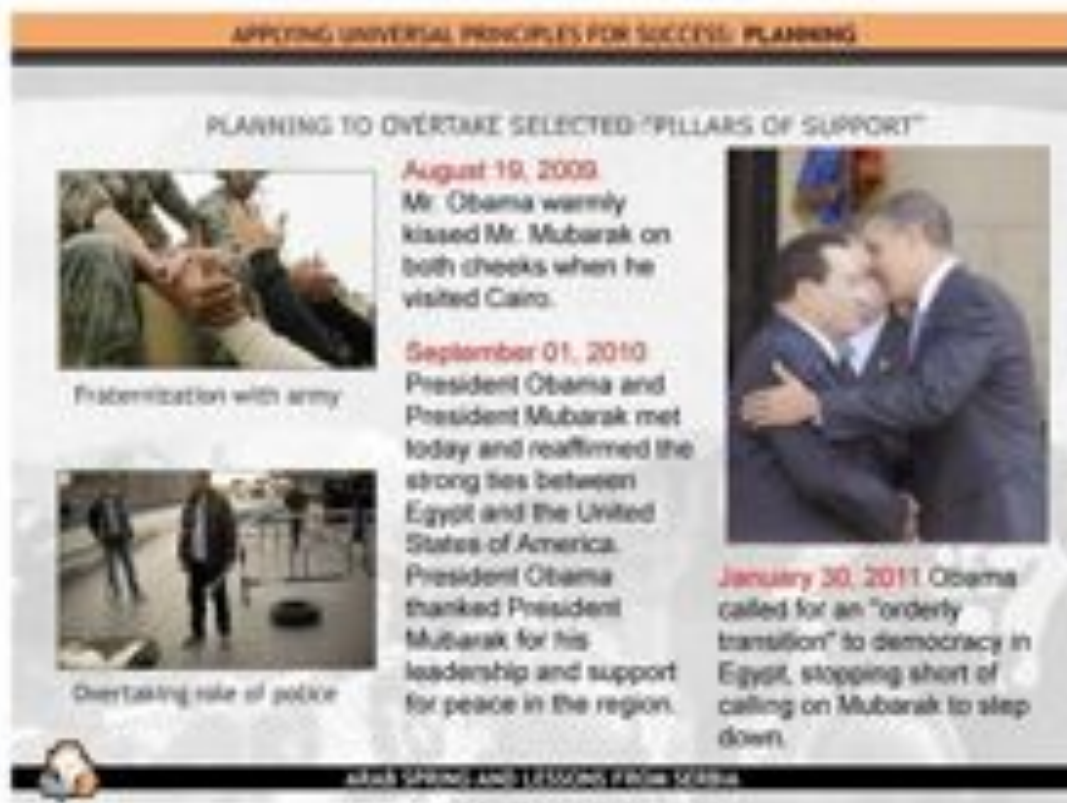 APPLYING UNIVERSAL PRINCIPLES FOR SUCCESS: PLANNING
PLANNING TO OVERTAKE SELECTED "PILLARS OF SUPPORT"
Fraternization with army
Overtaking role of police
August 19, 2009
Mr. Obama warmly
kissed Mr. Mubarak on
both cheeks when he
visited Cairo.
September 01, 2010
President Obama and
President Mubarak met
today and reaffirmed the
strong ties between
Egypt and the United
States of America.
President Obama
thanked President
Mubarak for his
leadership and support
for peace in the region.
January 30, 2011 Obama
called for an "orderly
transition" to democracy in
Egypt, stopping short of
calling on Mubarak to step
down.
ARAB SPRING AND LESSONS FROM SERBIA